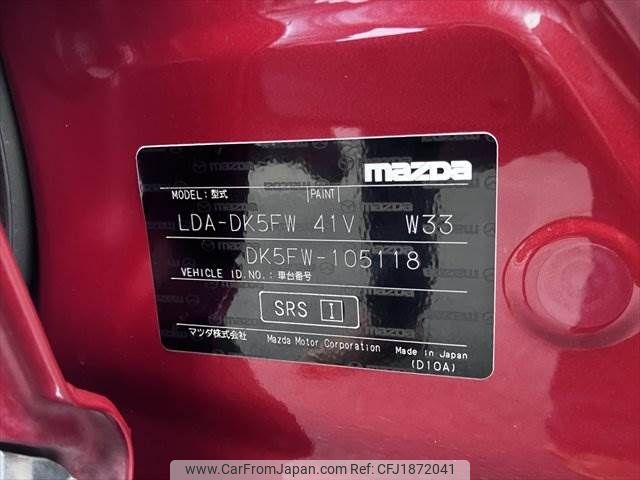 mazda
MODEL: 型式 PAINT
LDA-DK5FW 41V W33
DK5FW-105118
VEHICLE ID.NO.: 車台番号
SRS I
マツダ株式会社 Mazda Motor Corporation Made in Japan
(D10A)
www.CarFromJapan.com Ref: CFJ1872041